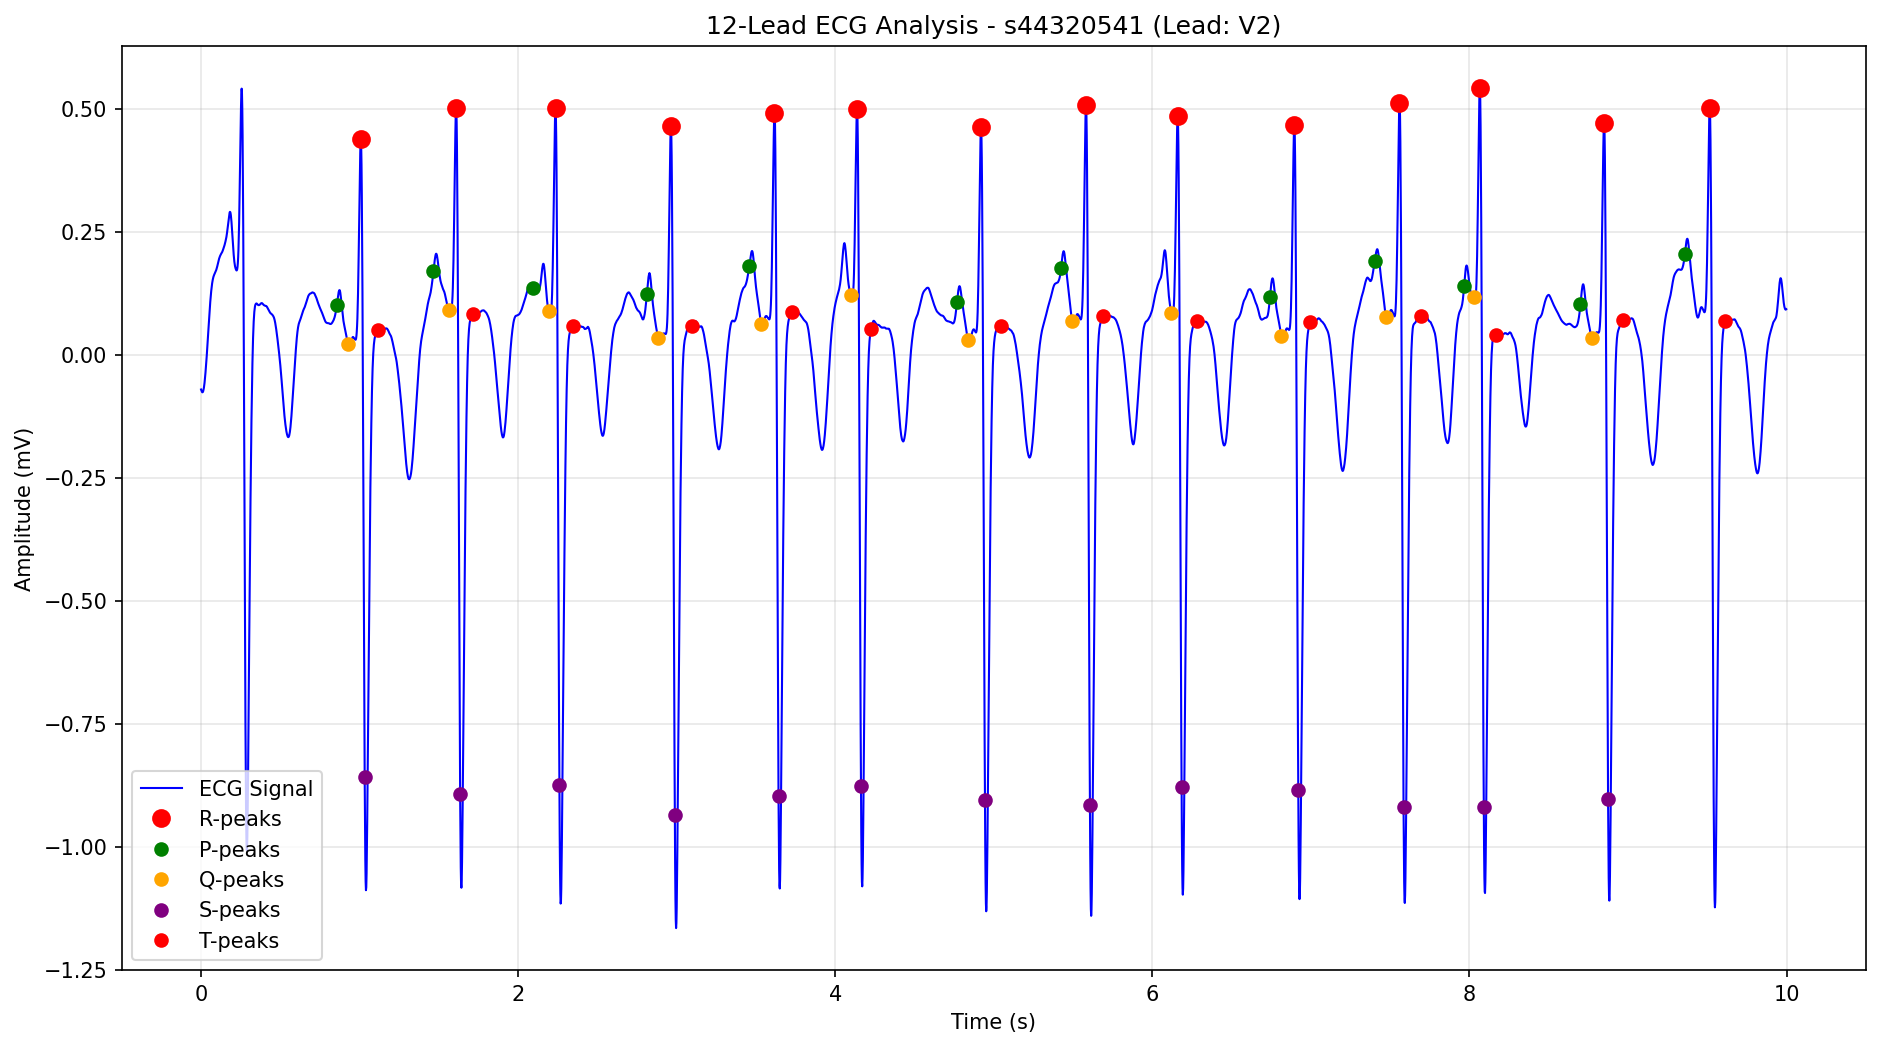 12-Lead ECG Analysis - s44320541 (Lead: V2)
Amplitude (mV)
0.50
0.25
0.00
−0.25
−0.50
−0.75
−1.00
−1.25
ECG Signal
R-peaks
P-peaks
Q-peaks
S-peaks
T-peaks
0 2 4 6 8 10
Time (s)